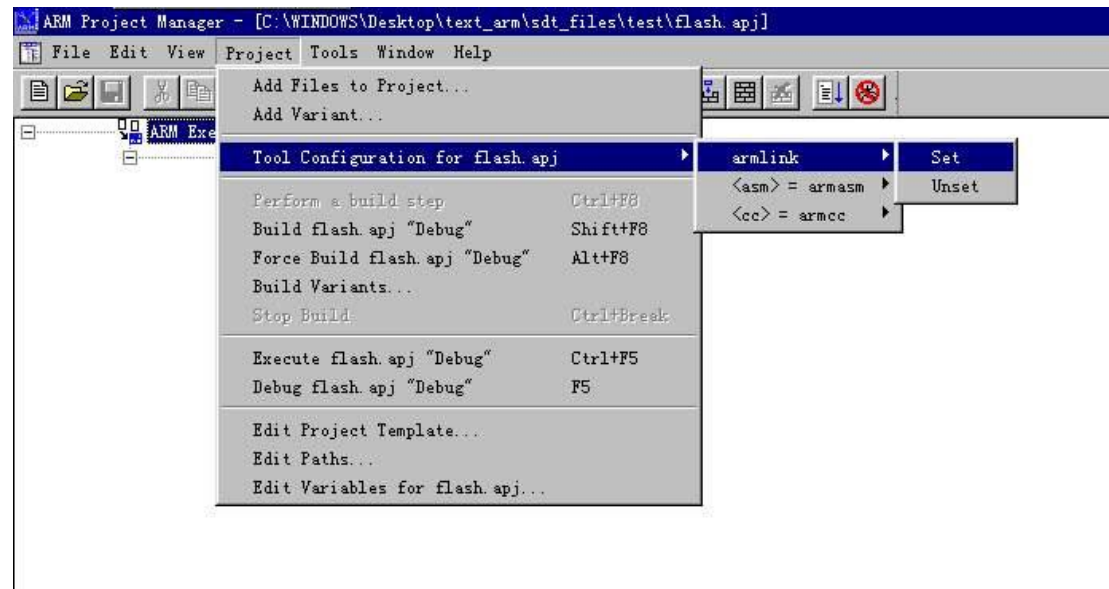 ARM Project Manager - [C:\WINDOWS\Desktop\text_arm\sdt_files\test\flash.apj]
File Edit View Project Tools Window Help
Add Files to Project...
Add Variant...
ARM Exe
Tool Configuration for flash.apj
armlink
Set
<asm> = armasm
Unset
<cc> = armcc
Perform a build step Ctrl+F8
Build flash.apj "Debug" Shift+F8
Force Build flash.apj "Debug" Alt+F8
Build Variants...
Stop Build Ctrl+Break
Execute flash.apj "Debug" Ctrl+F5
Debug flash.apj "Debug" F5
Edit Project Template...
Edit Paths...
Edit Variables for flash.apj...